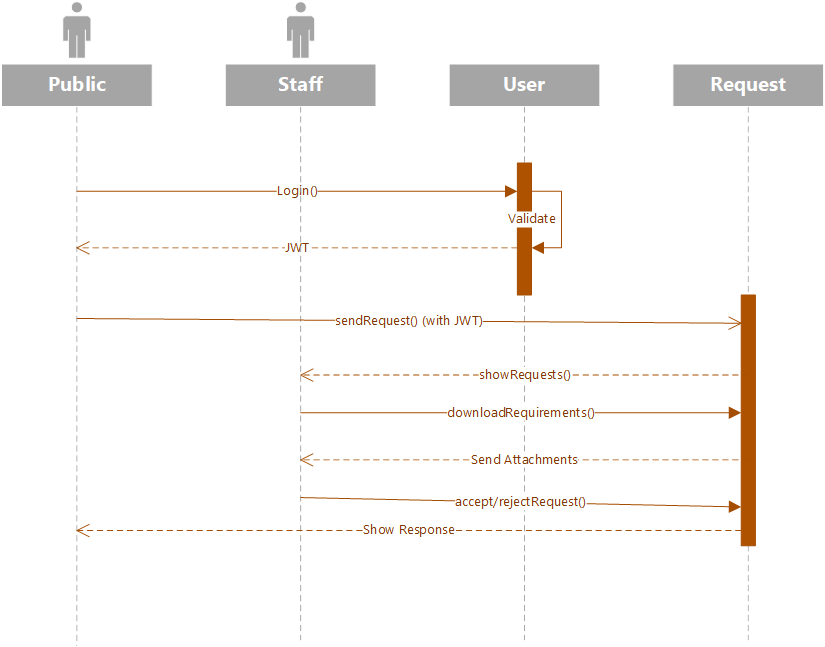 Public
Staff
User
Request
Login()
Validate
JWT
sendRequest() (with JWT)
showRequests()
downloadRequirements()
Send Attachments
accept/rejectRequest()
Show Response